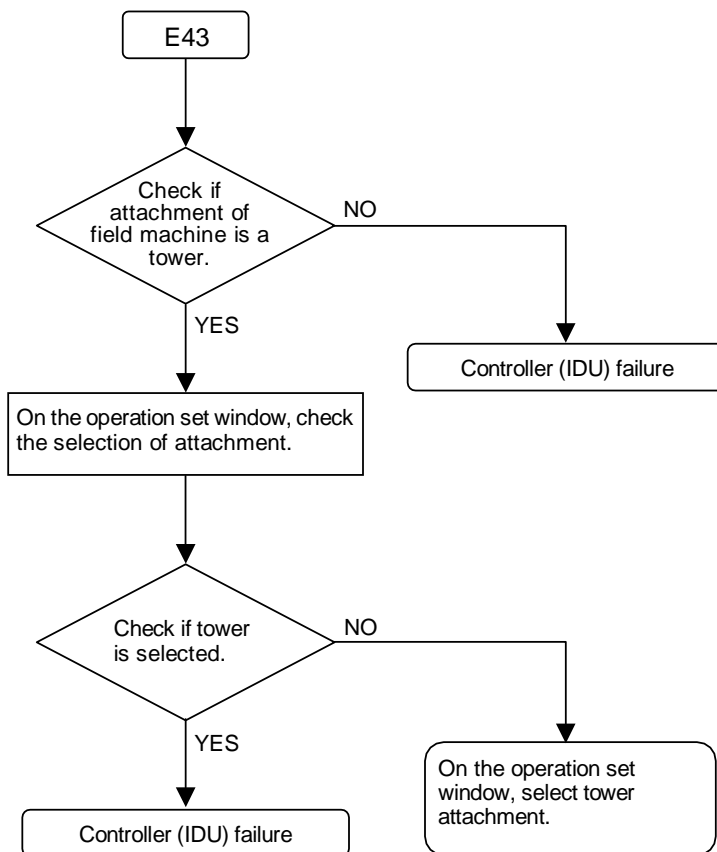 E43
Check if
attachment of
field machine is a
tower.
NO
YES
Controller (IDU) failure
On the operation set window, check
the selection of attachment.
Check if tower
is selected.
NO
YES
On the operation set
window, select tower
attachment.
Controller (IDU) failure